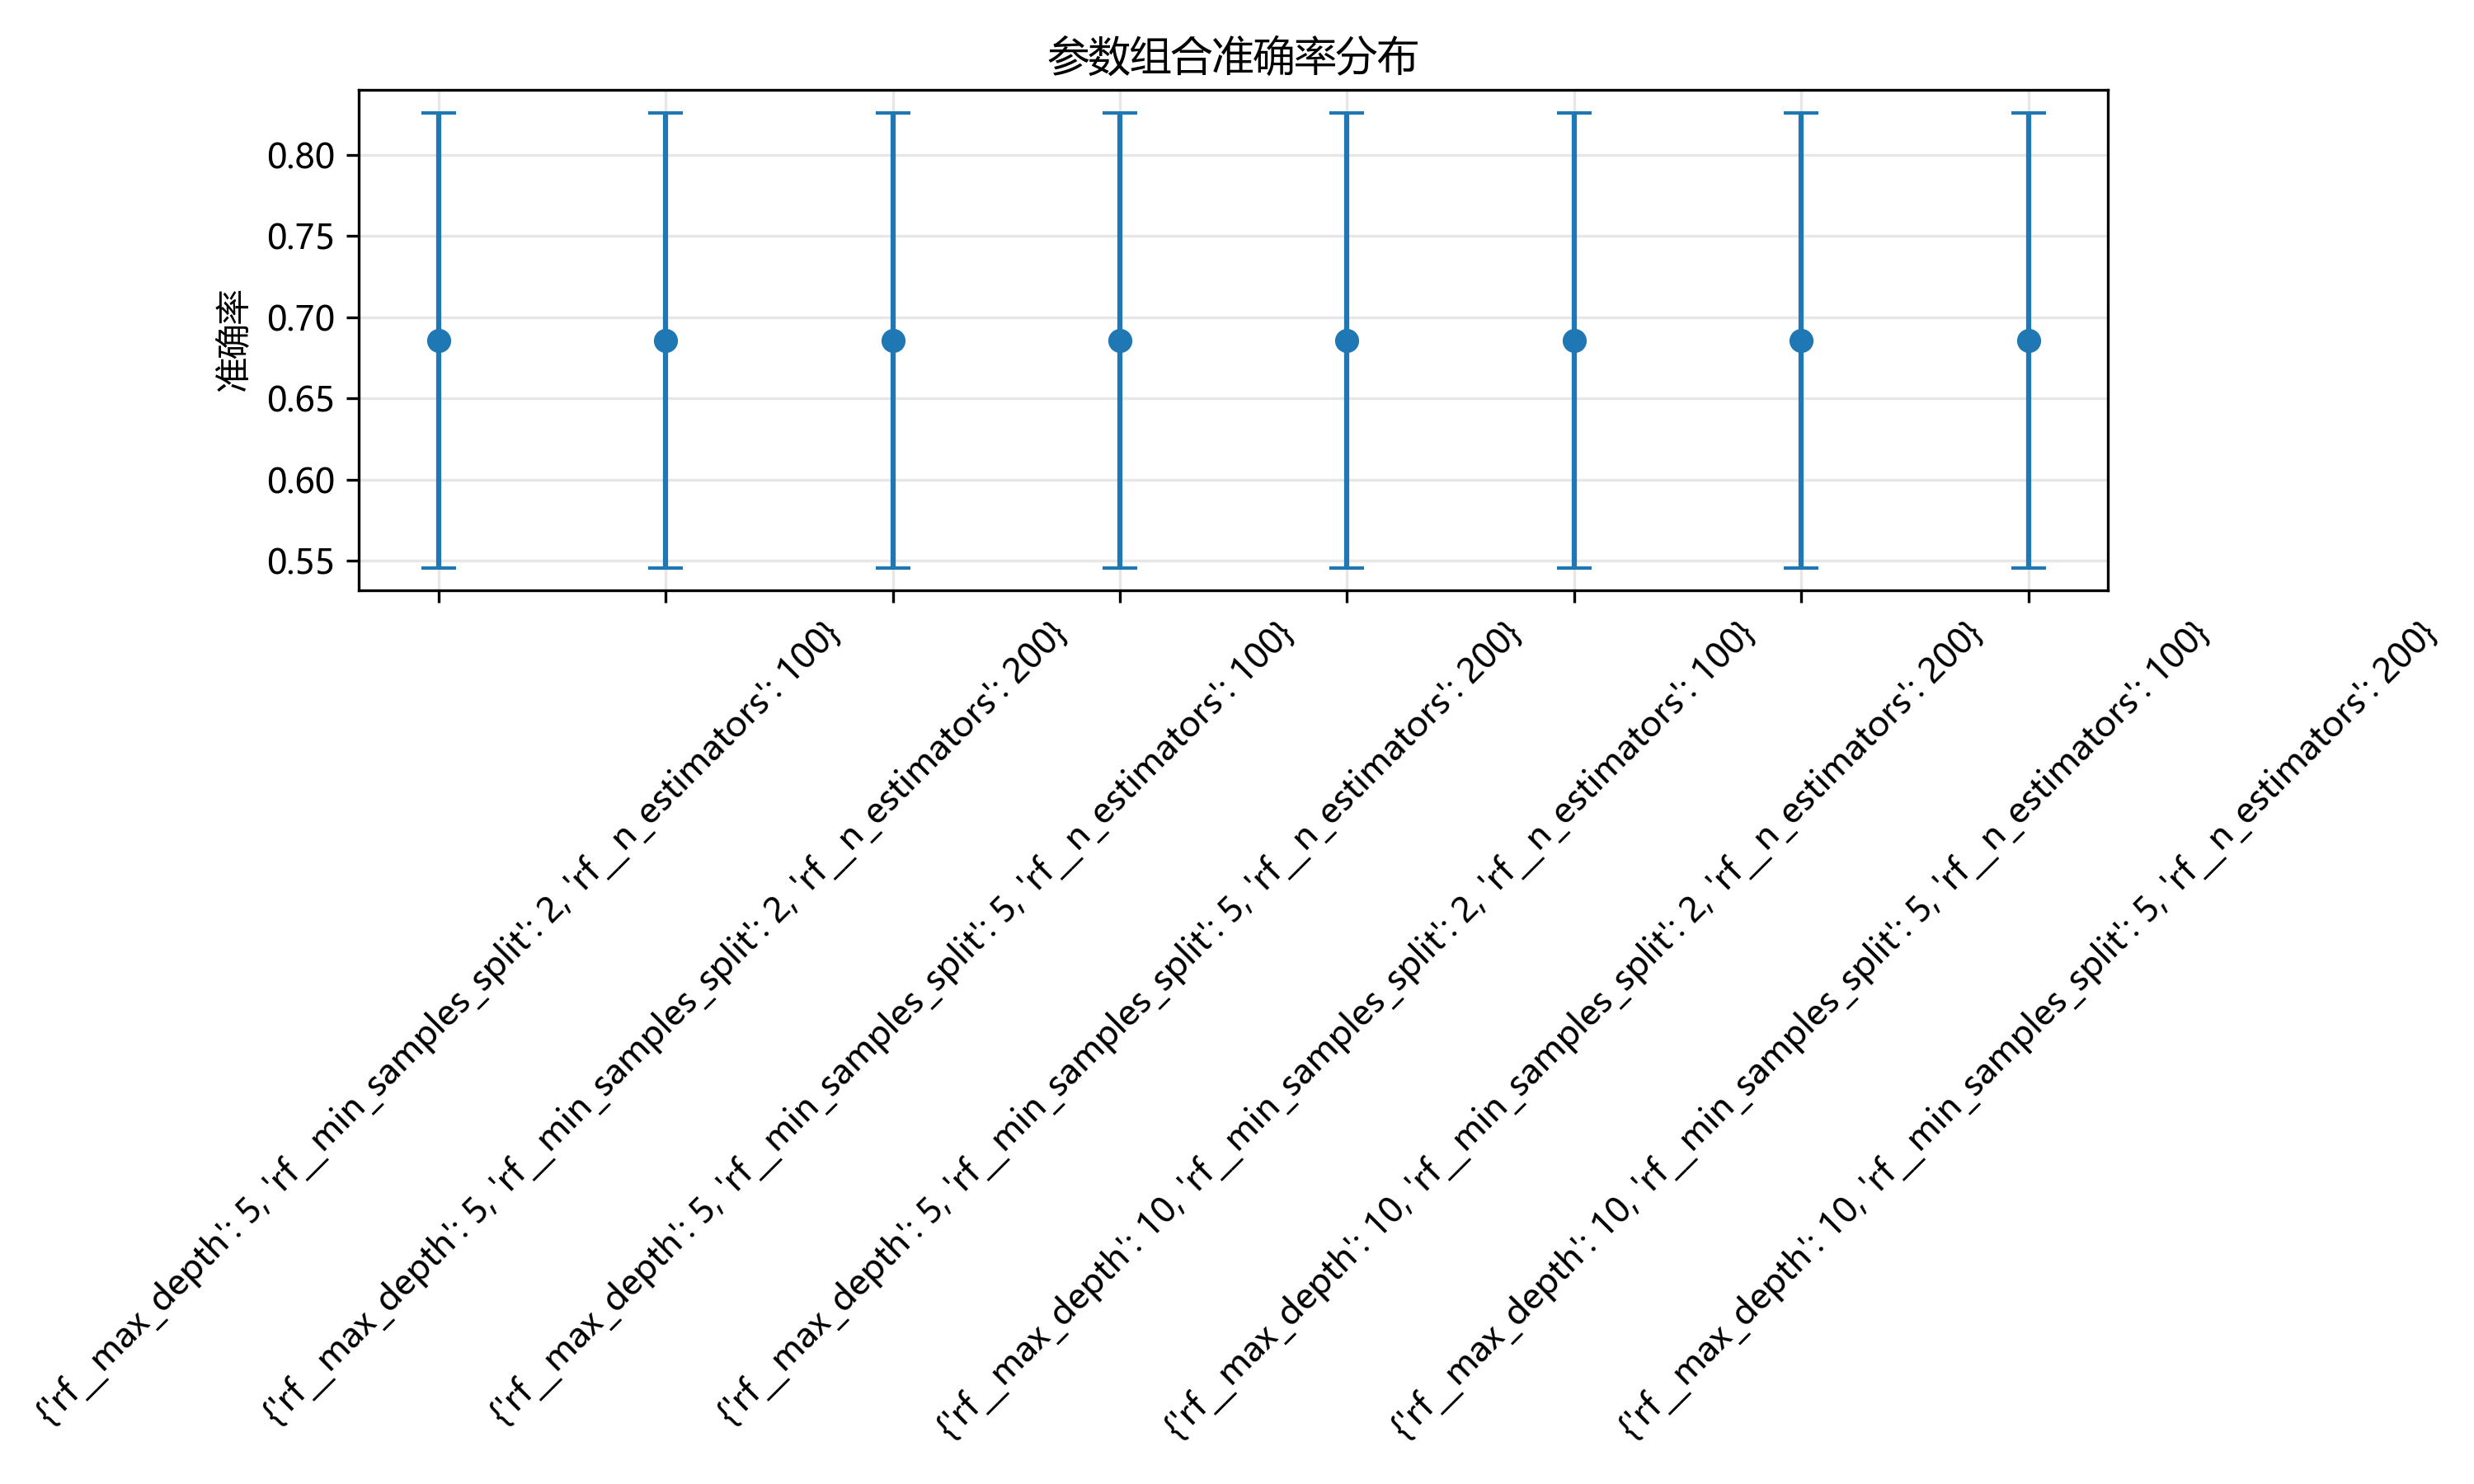 参数组合准确率分布
准确率
0.80
0.75
0.70
0.65
0.60
0.55
{'rf__max_depth': 5, 'rf__min_samples_split': 2, 'rf__n_estimators': 100}
{'rf__max_depth': 5, 'rf__min_samples_split': 2, 'rf__n_estimators': 200}
{'rf__max_depth': 5, 'rf__min_samples_split': 5, 'rf__n_estimators': 100}
{'rf__max_depth': 5, 'rf__min_samples_split': 5, 'rf__n_estimators': 200}
{'rf__max_depth': 10, 'rf__min_samples_split': 2, 'rf__n_estimators': 100}
{'rf__max_depth': 10, 'rf__min_samples_split': 2, 'rf__n_estimators': 200}
{'rf__max_depth': 10, 'rf__min_samples_split': 5, 'rf__n_estimators': 100}
{'rf__max_depth': 10, 'rf__min_samples_split': 5, 'rf__n_estimators': 200}